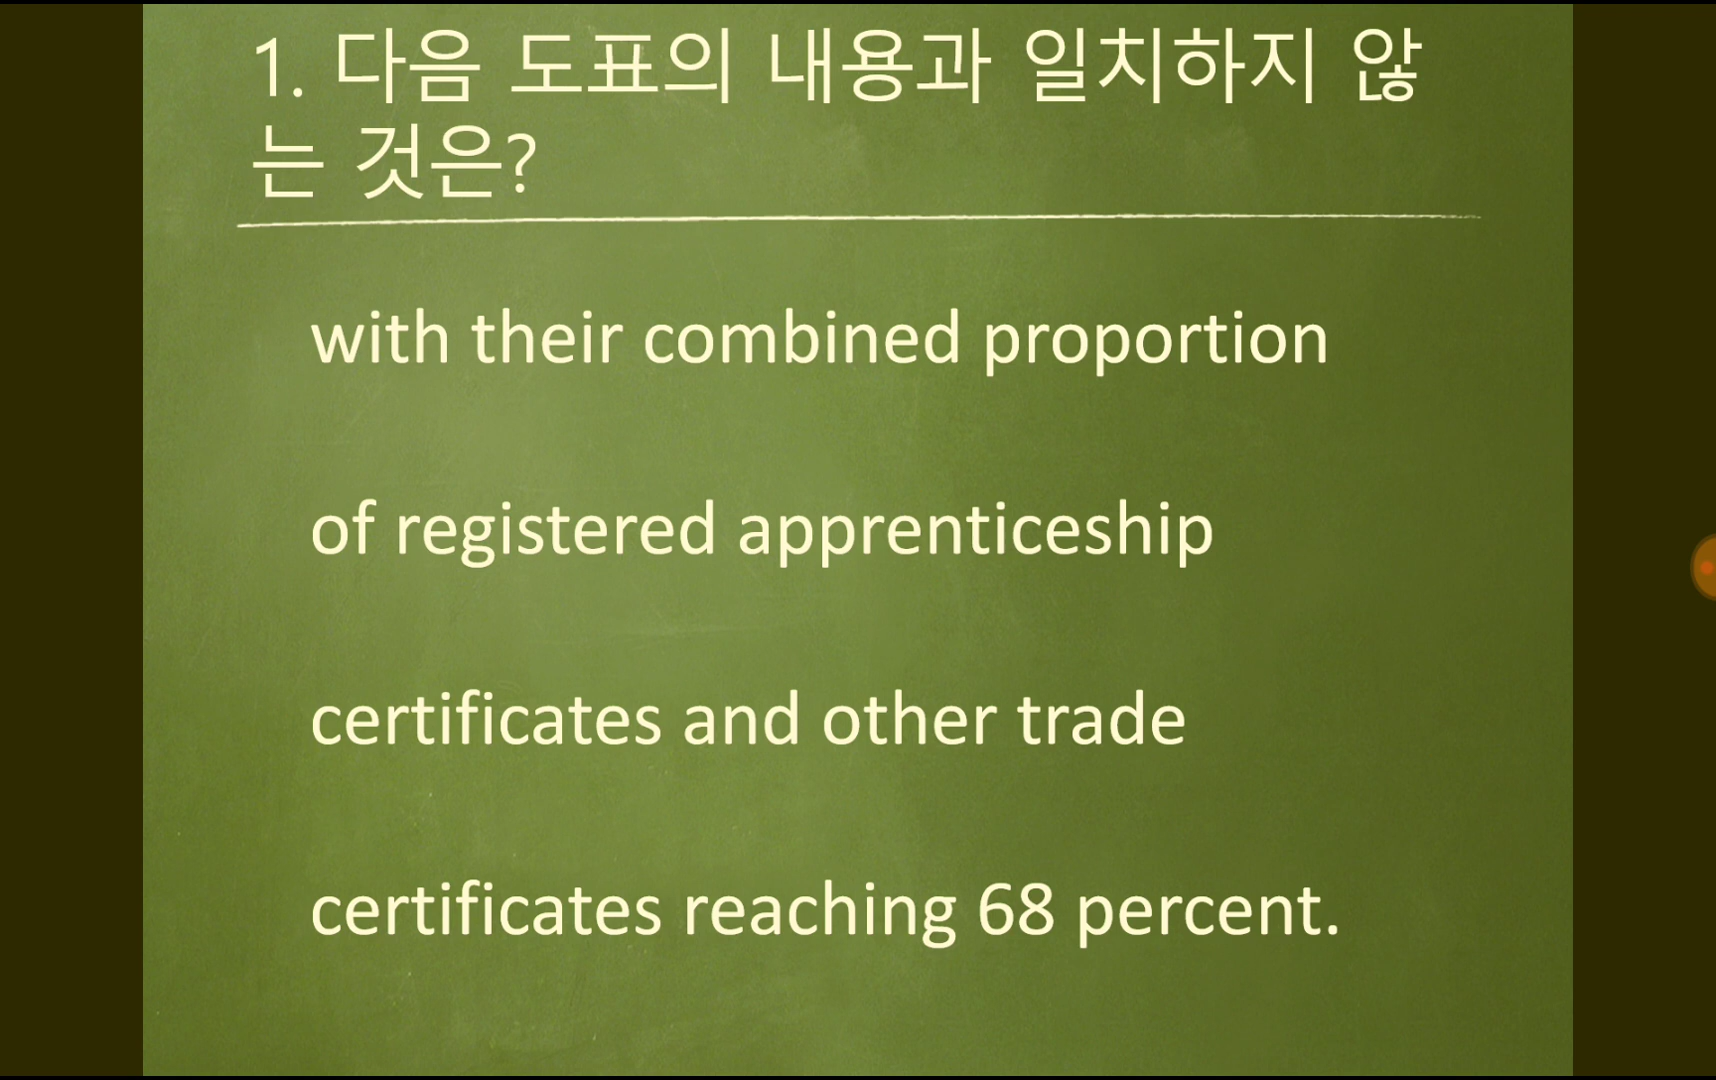 1. 다음 도표의 내용과 일치하지 않
는 것은?
with their combined proportion
of registered apprenticeship
certificates and other trade
certificates reaching 68 percent.